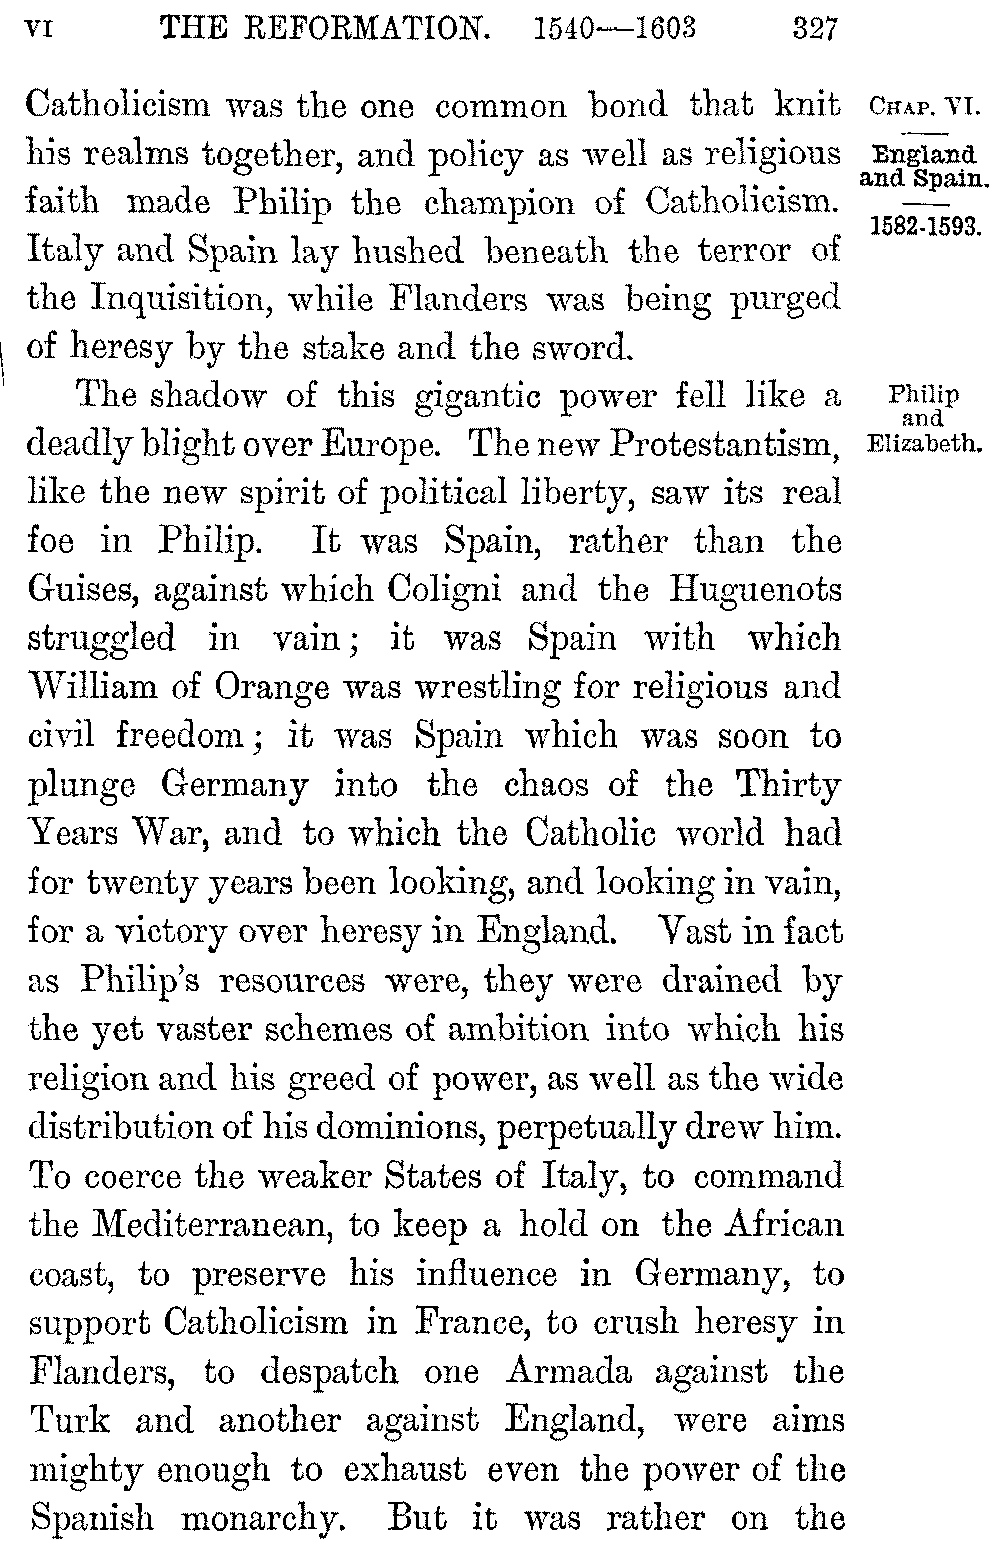 VI THE REFORMATION. 1540—1603 327
Catholicism was the one common bond that knit
his realms together, and policy as well as religious
faith made Philip the champion of Catholicism.
Italy and Spain lay hushed beneath the terror of
the Inquisition, while Flanders was being purged
of heresy by the stake and the sword.
CHAP. VI.
England
and Spain.
1582-1593.
The shadow of this gigantic power fell like a
deadly blight over Europe. The new Protestantism,
like the new spirit of political liberty, saw its real
foe in Philip. It was Spain, rather than the
Guises, against which Coligni and the Huguenots
struggled in vain; it was Spain with which
William of Orange was wrestling for religious and
civil freedom; it was Spain which was soon to
plunge Germany into the chaos of the Thirty
Years War, and to which the Catholic world had
for twenty years been looking, and looking in vain,
for a victory over heresy in England. Vast in fact
as Philip's resources were, they were drained by
the yet vaster schemes of ambition into which his
religion and his greed of power, as well as the wide
distribution of his dominions, perpetually drew him.
To coerce the weaker States of Italy, to command
the Mediterranean, to keep a hold on the African
coast, to preserve his influence in Germany, to
support Catholicism in France, to crush heresy in
Flanders, to despatch one Armada against the
Turk and another against England, were aims
mighty enough to exhaust even the power of the
Spanish monarchy. But it was rather on the
Philip
and
Elizabeth.